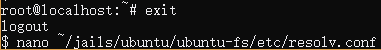 root@localhost:~# exit
logout
$ nano ~/jails/ubuntu/ubuntu-fs/etc/resolv.conf